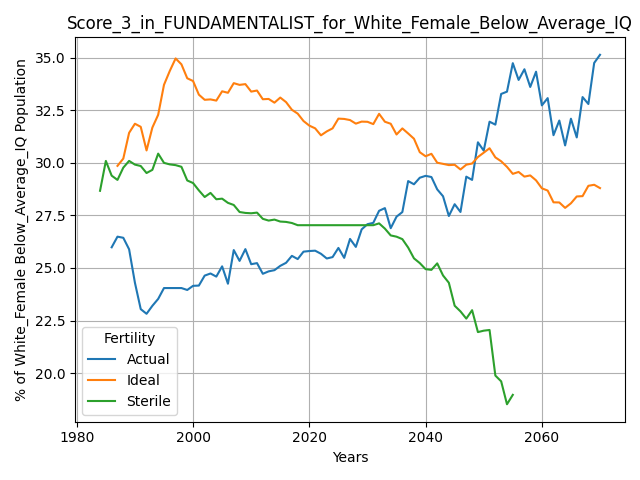 Score_3_in_FUNDAMENTALIST_for_White_Female_Below_Average_IQ
% of White_Female Below_Average_IQ Population
35.0
32.5
30.0
27.5
25.0
22.5
20.0
Fertility
Actual
Ideal
Sterile
1980
2000
2020
2040
2060
Years